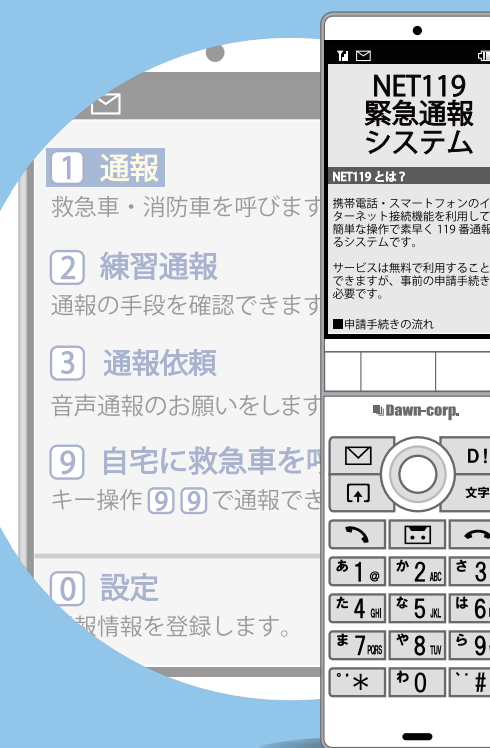 1 通報
救急車・消防車を呼びます
2 練習通報
通報の手段を確認できます
3 通報依頼
音声通報のお願いをします
9 自宅に救急車を呼
キー操作99で通報でき
0 設定
報情報を登録します。
NET119
緊急通報
システム
NET119 とは？
携帯電話・スマートフォンのイ
ターネット接続機能を利用して
簡単な操作で素早く 119 番通報
るシステムです。
サービスは無料で利用すること
できますが、事前の申請手続き
必要です。
■申請手続きの流れ
Dawn-corp.
D!
文字
あ 1 @
か 2 ABC
さ 3
た 4 GHI
な 5 JKL
は 6
ま 7 PQRS
や 8 TUV
ら 9
゛゜*
わ 0
#